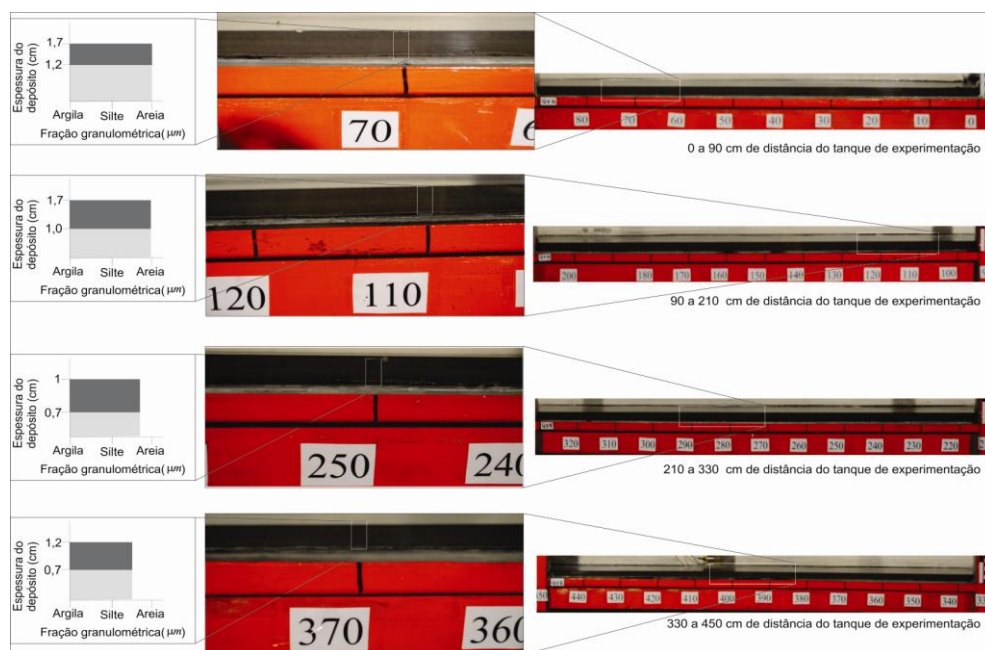 Espessura do
depósito (cm)
1,7
1,2
Argila Silte Areia
Fração granulométrica(μm)
70
80 70 60 50 40 30 20 10 0
0 a 90 cm de distância do tanque de experimentação
Espessura do
depósito (cm)
1,7
1,0
Argila Silte Areia
Fração granulométrica(μm)
120 110
200 180 170 160 150 140 130 120 110 100
90 a 210 cm de distância do tanque de experimentação
Espessura do
depósito (cm)
1
0,7
Argila Silte Areia
Fração granulométrica(μm)
250 240
320 310 300 290 280 270 260 250 240 230 220
210 a 330 cm de distância do tanque de experimentação
Espessura do
depósito (cm)
1,2
0,7
Argila Silte Areia
Fração granulométrica(μm)
370 360
440 430 420 410 400 390 380 370 360 350 340
330 a 450 cm de distância do tanque de experimentação